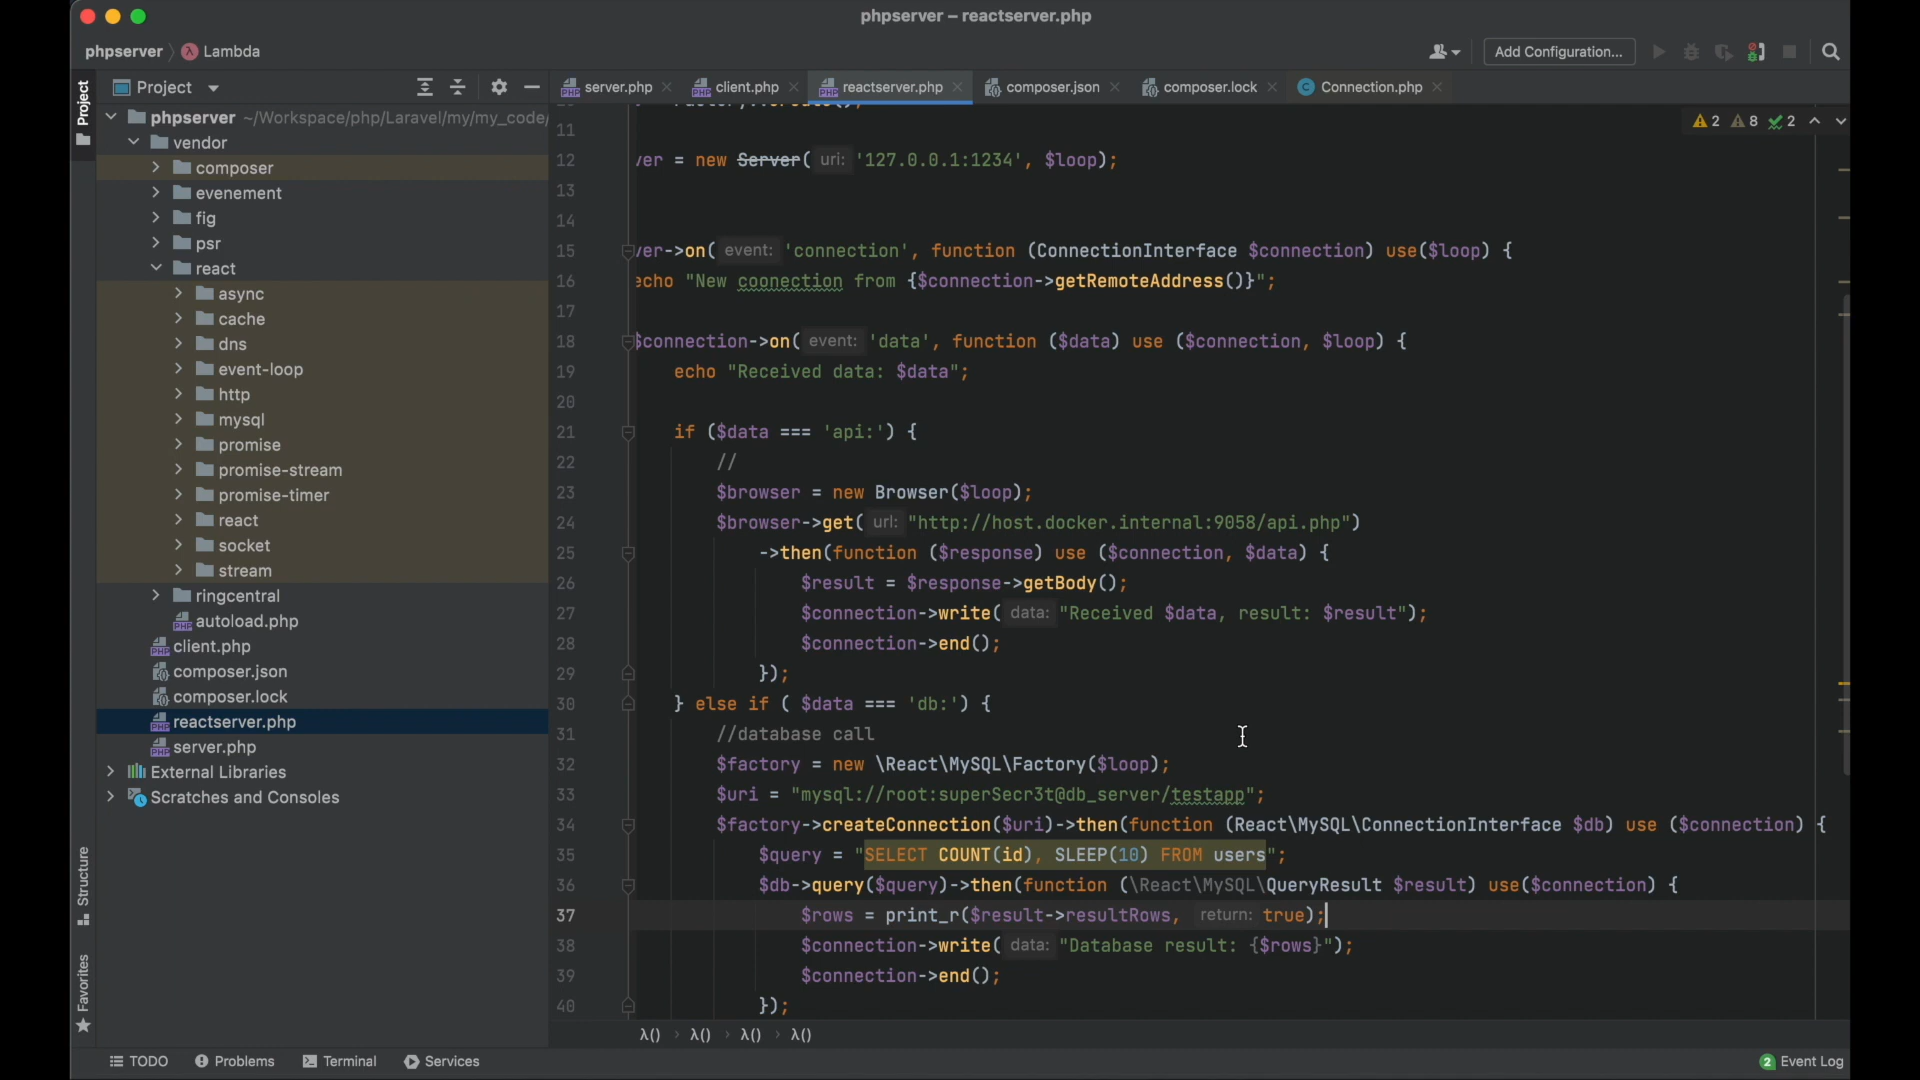 phpserver – reactserver.php
phpserver
Lambda
Add Configuration...
Project
Project
server.php
client.php
reactserver.php
composer.json
composer.lock
Connection.php
phpserver ~/Workspace/php/Laravel/my/my_code/
vendor
composer
evenement
fig
psr
react
async
cache
dns
event-loop
http
mysql
promise
promise-stream
promise-timer
react
socket
stream
ringcentral
autoload.php
client.php
composer.json
composer.lock
reactserver.php
server.php
External Libraries
Scratches and Consoles
Structure
Favorites
2 8 2
11
12 ver = new Server( uri: '127.0.0.1:1234', $loop);
13
14
15 ver->on( event: 'connection', function (ConnectionInterface $connection) use($loop) {
16 echo "New coonection from {$connection->getRemoteAddress()}";
17
18 $connection->on( event: 'data', function ($data) use ($connection, $loop) {
19 echo "Received data: $data";
20
21 if ($data === 'api:') {
22 //
23 $browser = new Browser($loop);
24 $browser->get( url: "http://host.docker.internal:9058/api.php")
25 ->then(function ($response) use ($connection, $data) {
26 $result = $response->getBody();
27 $connection->write( data: "Received $data, result: $result");
28 $connection->end();
29 });
30 } else if ( $data === 'db:') {
31 //database call
32 $factory = new \React\MySQL\Factory($loop);
33 $uri = "mysql://root:superSecr3t@db_server/testapp";
34 $factory->createConnection($uri)->then(function (React\MySQL\ConnectionInterface $db) use ($connection) {
35 $query = "SELECT COUNT(id), SLEEP(10) FROM users";
36 $db->query($query)->then(function (\React\MySQL\QueryResult $result) use($connection) {
37 $rows = print_r($result->resultRows, return: true);
38 $connection->write( data: "Database result: {$rows}");
39 $connection->end();
40 });
λ() λ() λ() λ()
TODO
Problems
Terminal
Services
2 Event Log